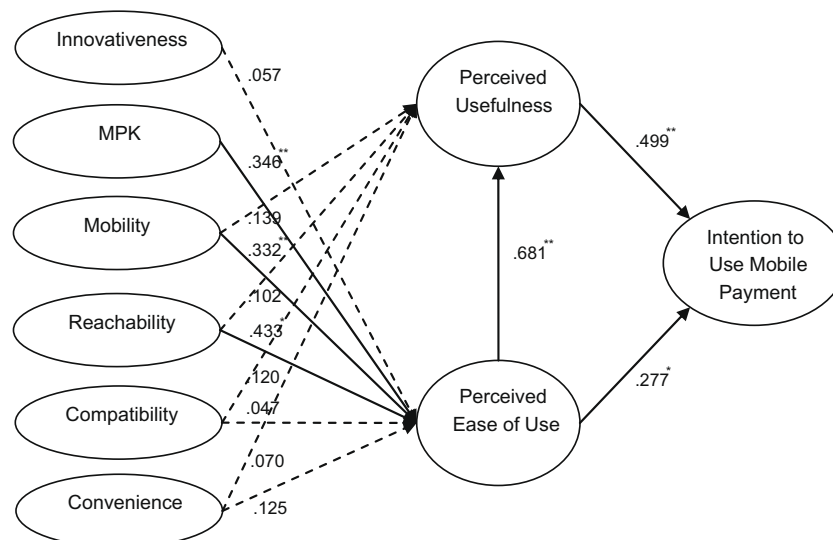 Innovativeness
MPK
Mobility
Reachability
Compatibility
Convenience
.057
.346**
.139
.332**
.102
.433*
.120
.047
.070
.125
Perceived
Usefulness
.681**
Perceived
Ease of Use
.499**
.277*
Intention to
Use Mobile
Payment